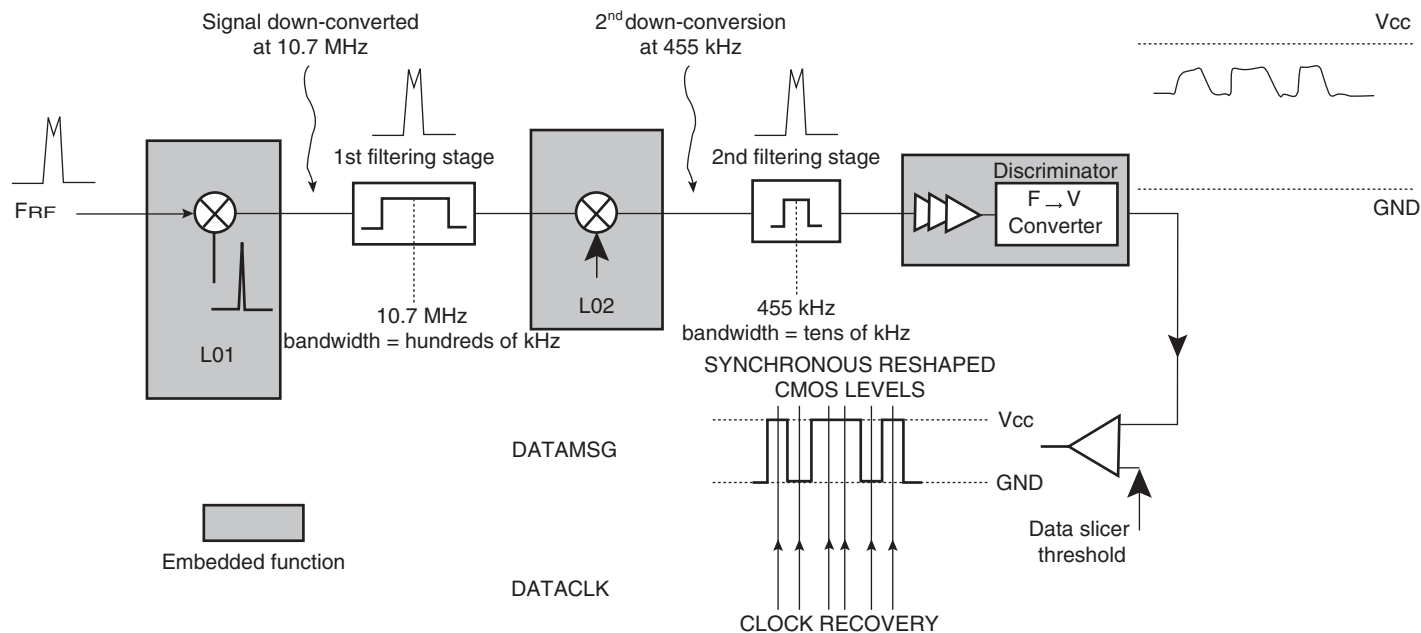 Signal down-converted
at 10.7 MHz
2nd down-conversion
at 455 kHz
Vcc
1st filtering stage
2nd filtering stage
Discriminator
F → V
Converter
FRF
GND
L01
10.7 MHz
bandwidth = hundreds of kHz
L02
455 kHz
bandwidth = tens of kHz
SYNCHRONOUS RESHAPED
CMOS LEVELS
Vcc
DATAMSG
GND
Data slicer
threshold
Embedded function
DATACLK
CLOCK RECOVERY